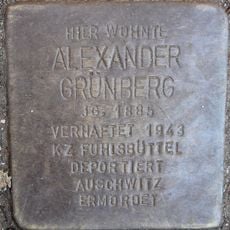 HIER WOHNTE
ALEXANDER
GRÜNBERG
JG. 1885
VERHAFTET 1943
KZ FUHLSBÜTTEL
DEPORTIERT
AUSCHWITZ
ERMORDET